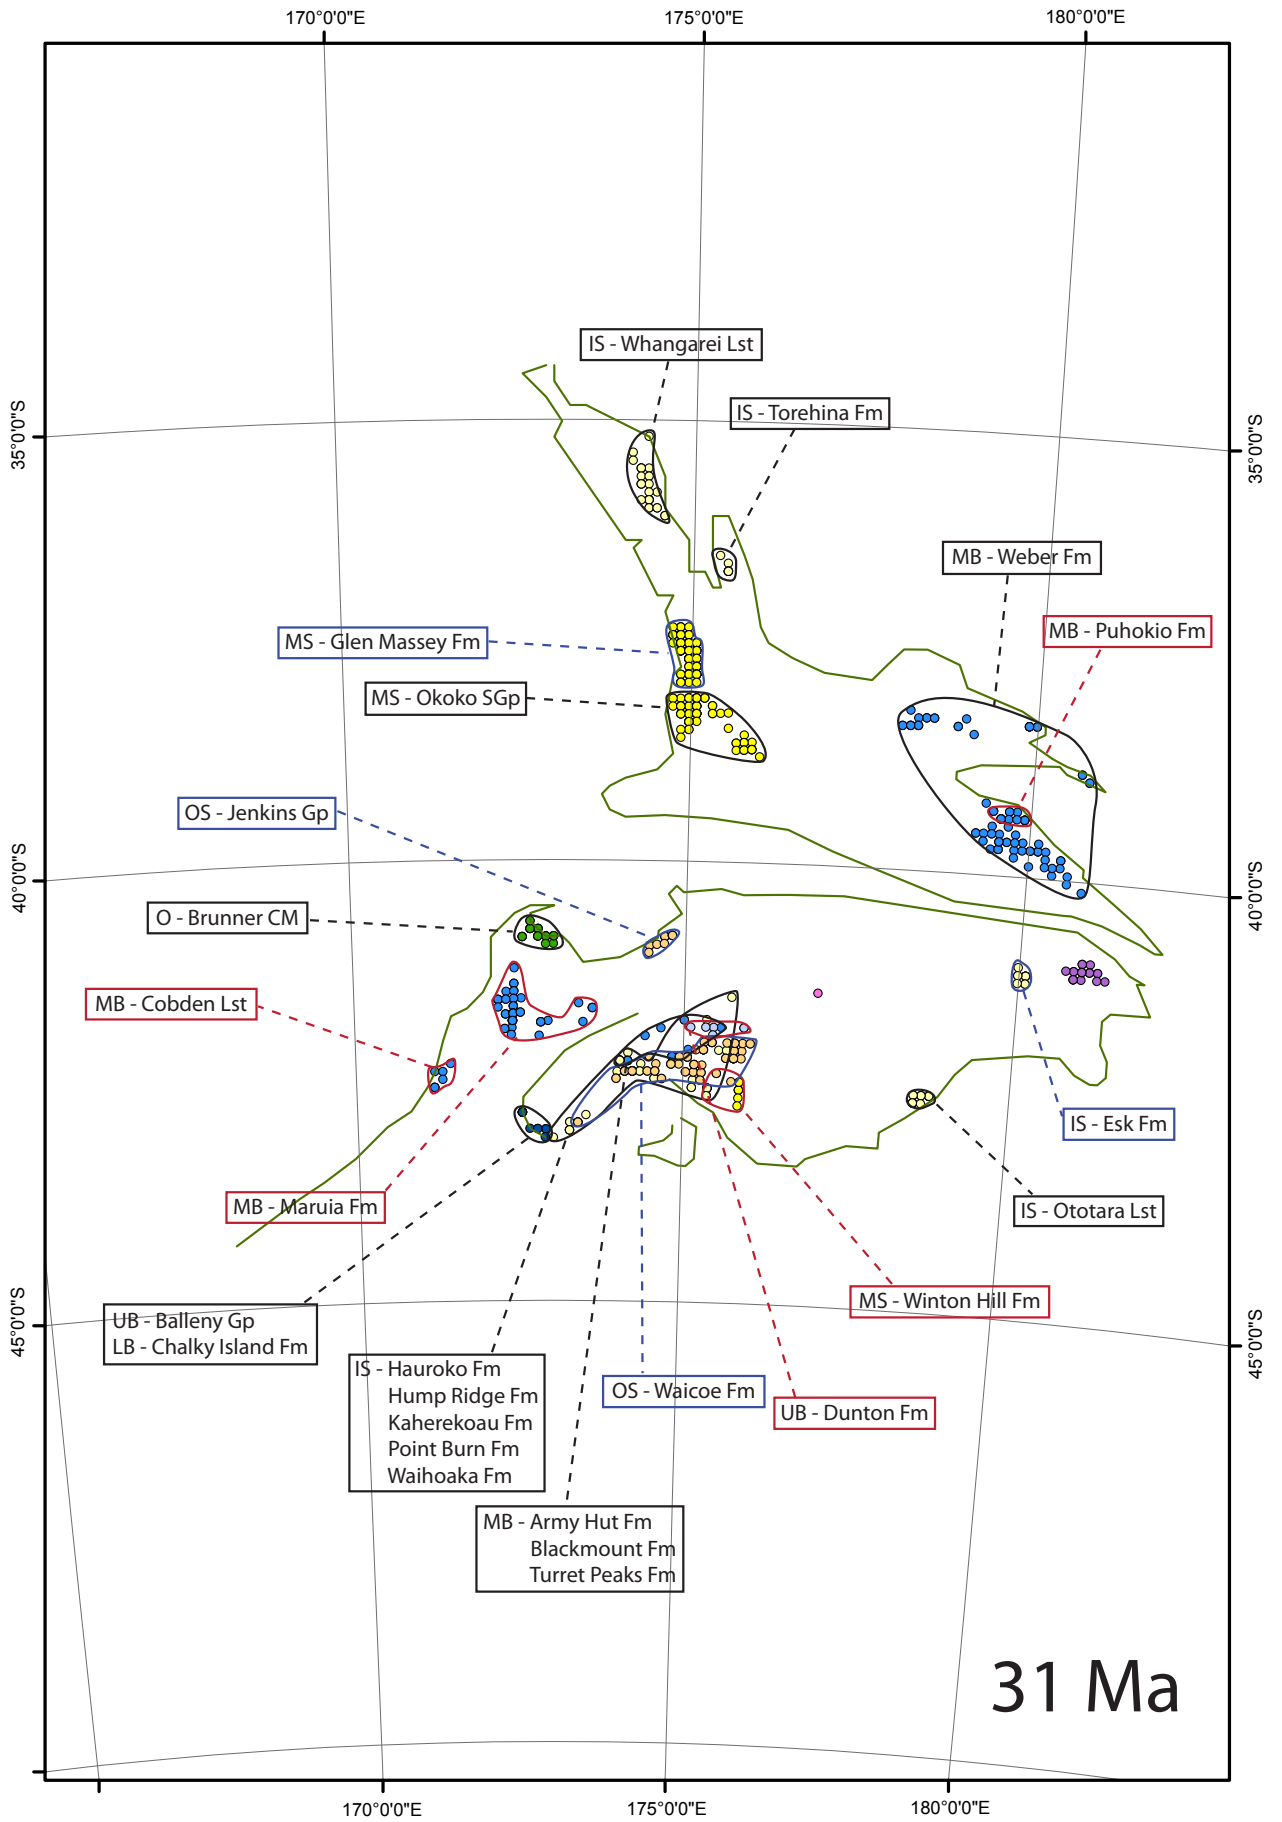 170°0'0"E
175°0'0"E
180°0'0"E
IS - Whangarei Lst
35°0'0"S
IS - Torehina Fm
35°0'0"S
MB - Weber Fm
MB - Puhokio Fm
MS - Glen Massey Fm
MS - Okoko SGp
OS - Jenkins Gp
40°0'0"S
40°0'0"S
O - Brunner CM
MB - Cobden Lst
IS - Esk Fm
MB - Maruia Fm
IS - Ototara Lst
MS - Winton Hill Fm
45°0'0"S
UB - Balleny Gp
LB - Chalky Island Fm
45°0'0"S
IS - Hauroko Fm
Hump Ridge Fm
Kaherekoau Fm
Point Burn Fm
Waihoaka Fm
OS - Waicoe Fm
UB - Dunton Fm
MB - Army Hut Fm
Blackmount Fm
Turret Peaks Fm
31 Ma
170°0'0"E
175°0'0"E
180°0'0"E